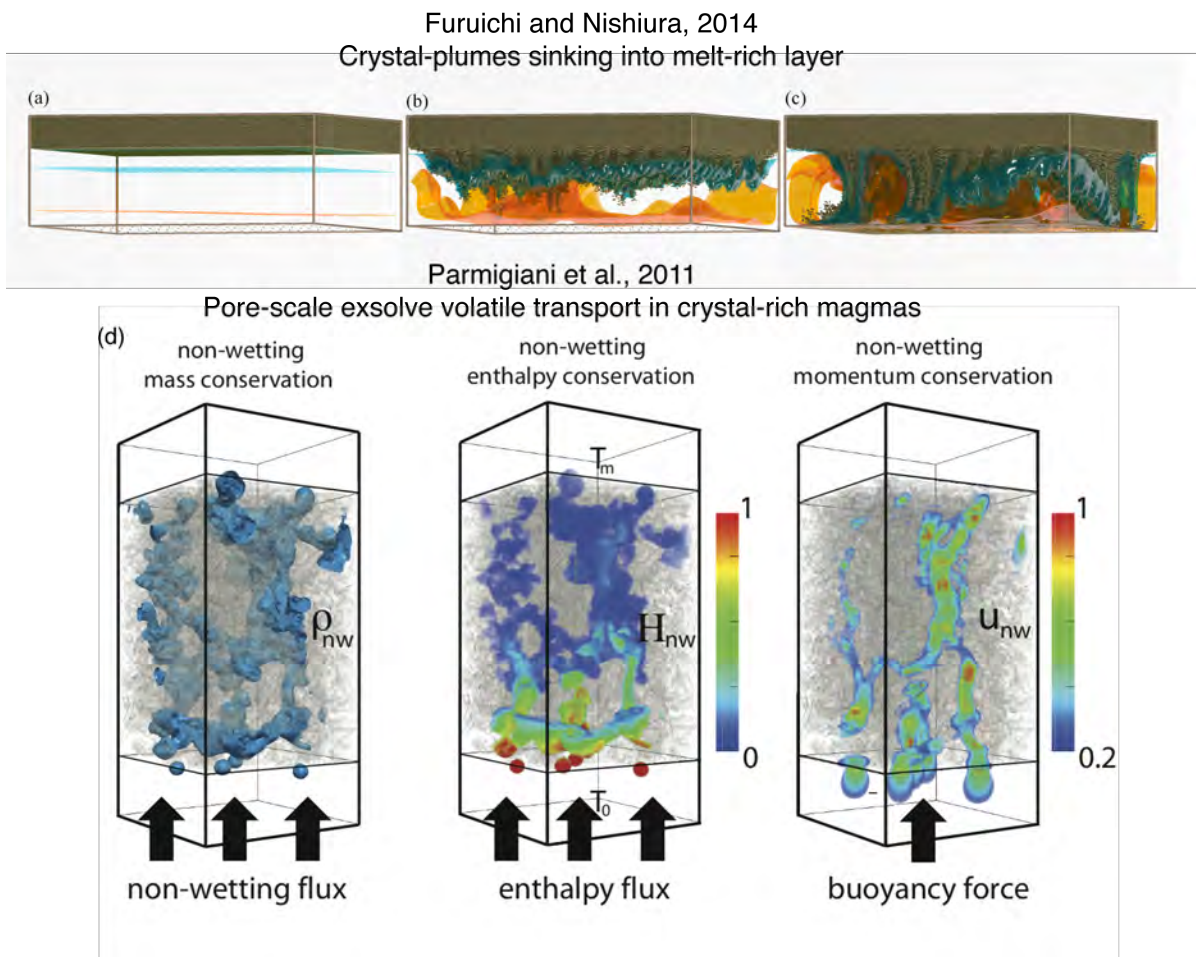 Furuichi and Nishiura, 2014
Crystal-plumes sinking into melt-rich layer
(a)
(b)
(c)
Parmigiani et al., 2011
Pore-scale exsolve volatile transport in crystal-rich magmas
(d)
non-wetting
mass conservation
non-wetting
enthalpy conservation
non-wetting
momentum conservation
Tm
1
1
ρnw
Hnw
unw
0
0.2
T0
non-wetting flux
enthalpy flux
buoyancy force